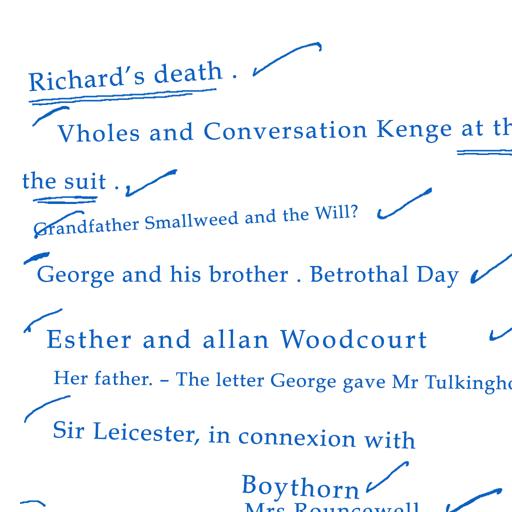 Richard's death .
Vholes and Conversation Kenge at
the suit .
Grandfather Smallweed and the Will?
George and his brother . Betrothal Day
Esther and allan Woodcourt
Her father. – The letter George gave Mr
Sir Leicester, in connexion with
Boythorn
Mrs Rouncewell